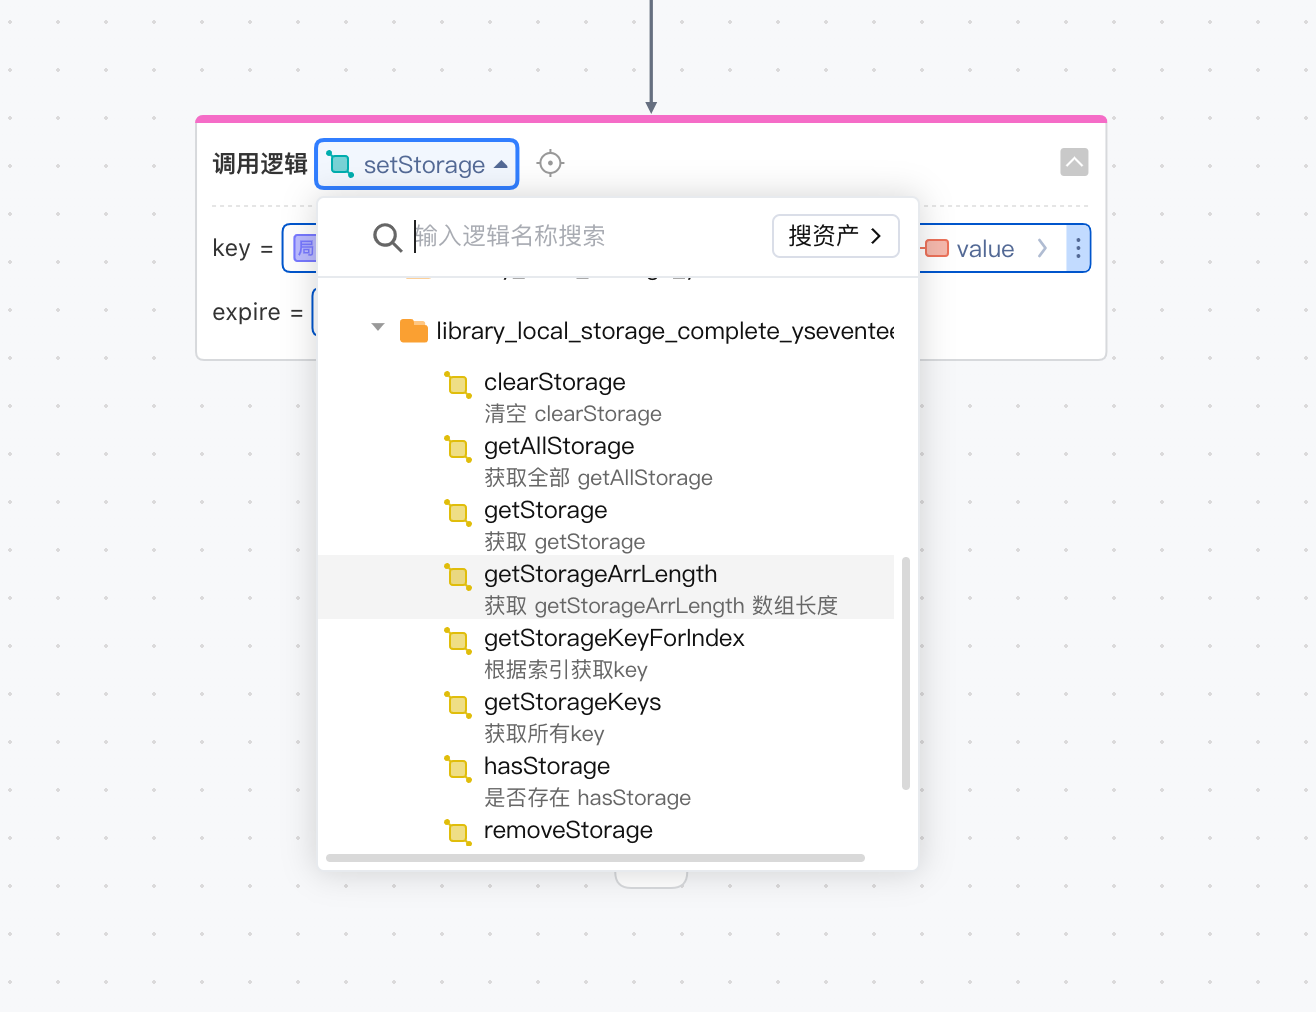 调用逻辑 setStorage
输入逻辑名称搜索 搜资产
key = 局 value
expire =
library_local_storage_complete_yseventee
clearStorage
清空 clearStorage
getAllStorage
获取全部 getAllStorage
getStorage
获取 getStorage
getStorageArrLength
获取 getStorageArrLength 数组长度
getStorageKeyForIndex
根据索引获取key
getStorageKeys
获取所有key
hasStorage
是否存在 hasStorage
removeStorage